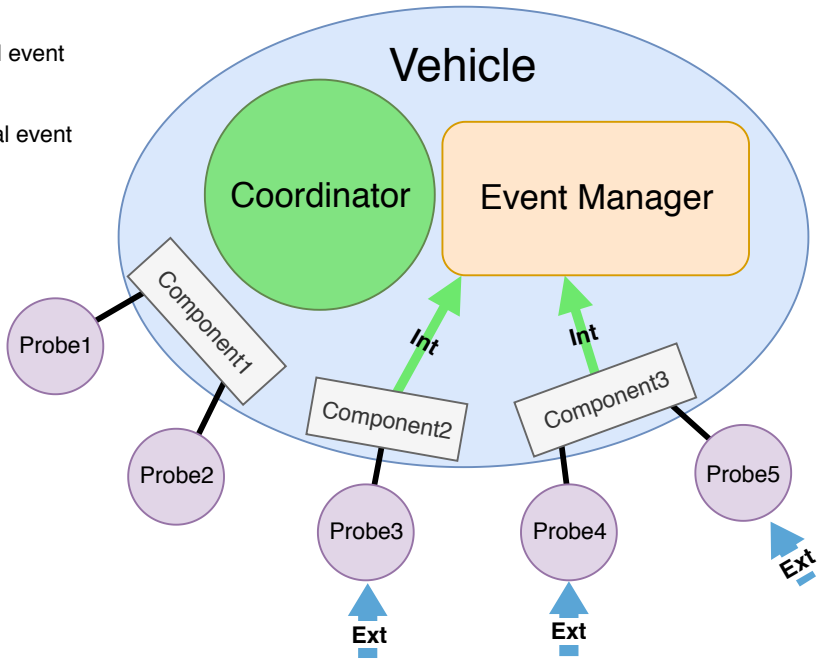 event
Vehicle
event
Coordinator
Event Manager
Component1
Int
Int
Probe1
Component2
Component3
Probe2
Probe5
Probe3
Probe4
Ext
Ext
Ext